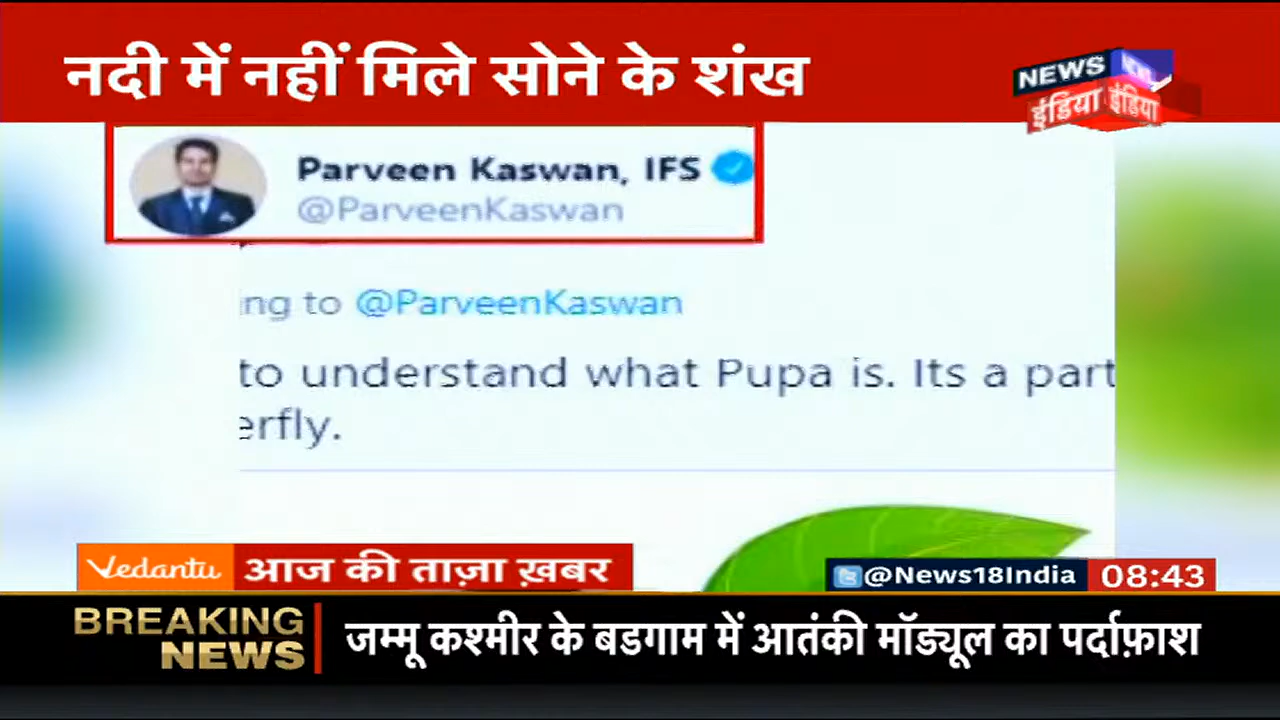 नदी में नहीं मिले सोने के शंख
NEWS
इंडिया इंडिया
Parveen Kaswan, IFS
@ParveenKaswan
ng to @ParveenKaswan
to understand what Pupa is. Its a part
erfly.
Vedantu आज की ताज़ा ख़बर
@News18India 08:43
BREAKING NEWS
जम्मू कश्मीर के बडगाम में आतंकी मॉड्यूल का पर्दाफ़ाश